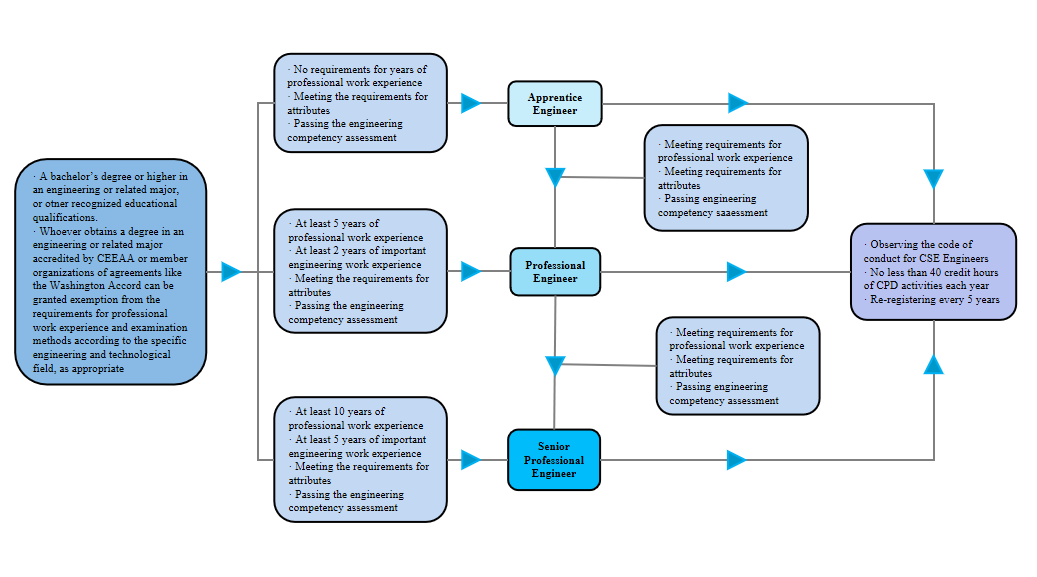 · A bachelor’s degree or higher in
an engineering or related major,
or otner recognized educational
qualifications.
· Whoever obtains a degree in an
engineering or related major
accredited by CEEAA or member
organizations of agreements like
the Washington Accord can be
granted exemption from the
requirements for professional
work experience and examination
methods according to the specific
engineering and technological
field, as appropriate
· No requirements for years of
professional work experience
· Meeting the requirements for
attributes
· Passing the engineering
competency assessment
· At least 5 years of
professional work experience
· At least 2 years of important
engineering work experience
· Meeting the requirements for
attributes
· Passing the engineering
competency assessment
· At least 10 years of
professional work experience
· At least 5 years of important
engineering work experience
· Meeting the requirements for
attributes
· Passing the engineering
competency assessment
Apprentice
Engineer
· Meeting requirements for
professional work experience
· Meeting requirements for
attributes
· Passing engineering
competency saaessment
Professional
Engineer
· Meeting requirements for
professional work experience
· Meeting requirements for
attributes
· Passing engineering
competency assessment
Senior
Professional
Engineer
· Observing the code of
conduct for CSE Engineers
· No less than 40 credit hours
of CPD activities each year
· Re-registering every 5 years